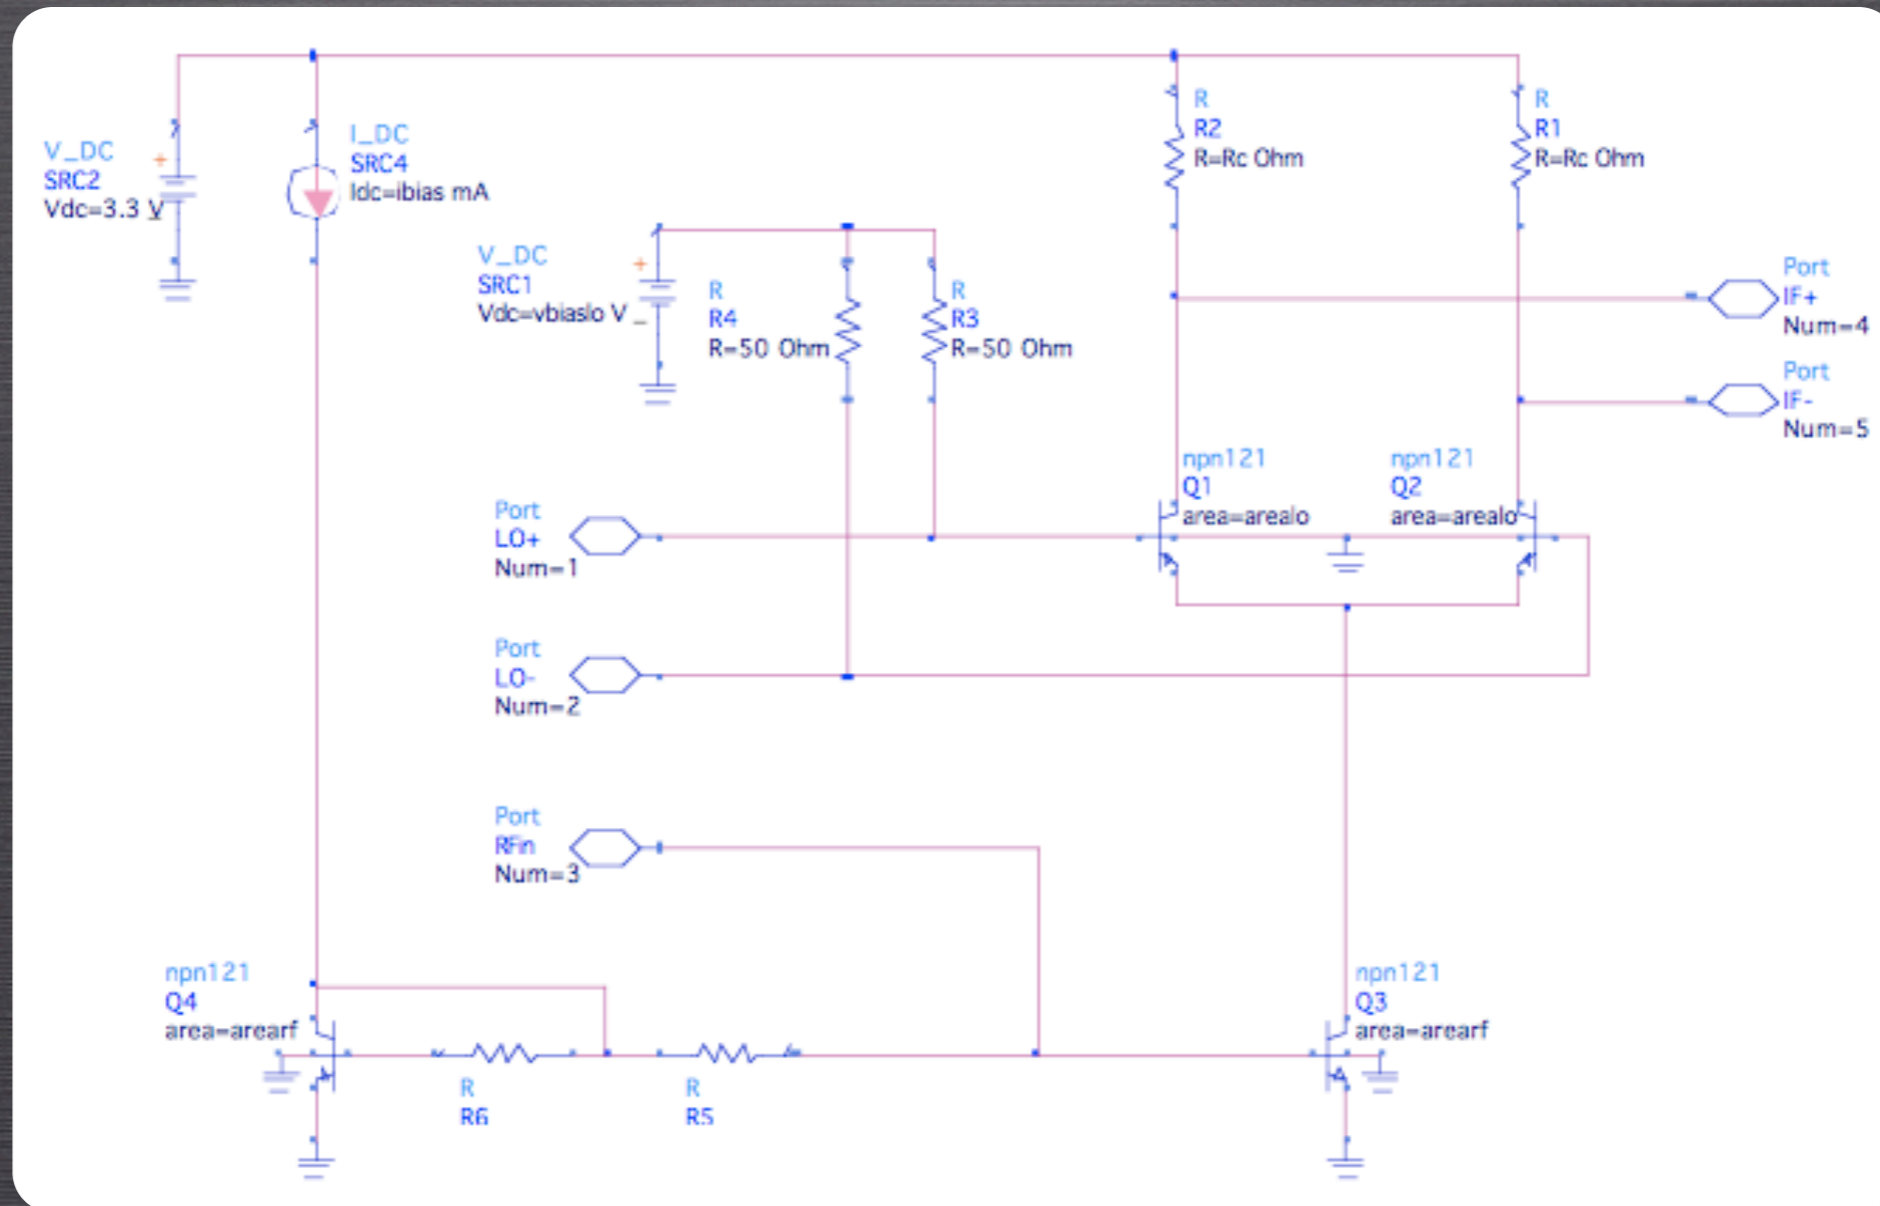 V_DC
SRC2
Vdc=3.3 V
+
I_DC
SRC4
Idc=ibias mA
R
R2
R=Rc Ohm
R
R1
R=Rc Ohm
V_DC
SRC1
Vdc=vbiaslo V
+
R
R4
R=50 Ohm
R
R3
R=50 Ohm
Port
IF+
Num=4
Port
IF-
Num=5
npn121
Q1
area=arealo
npn121
Q2
area=arealo
Port
LO+
Num=1
Port
LO-
Num=2
Port
RFin
Num=3
npn121
Q4
area=arearf
R
R6
R
R5
npn121
Q3
area=arearf